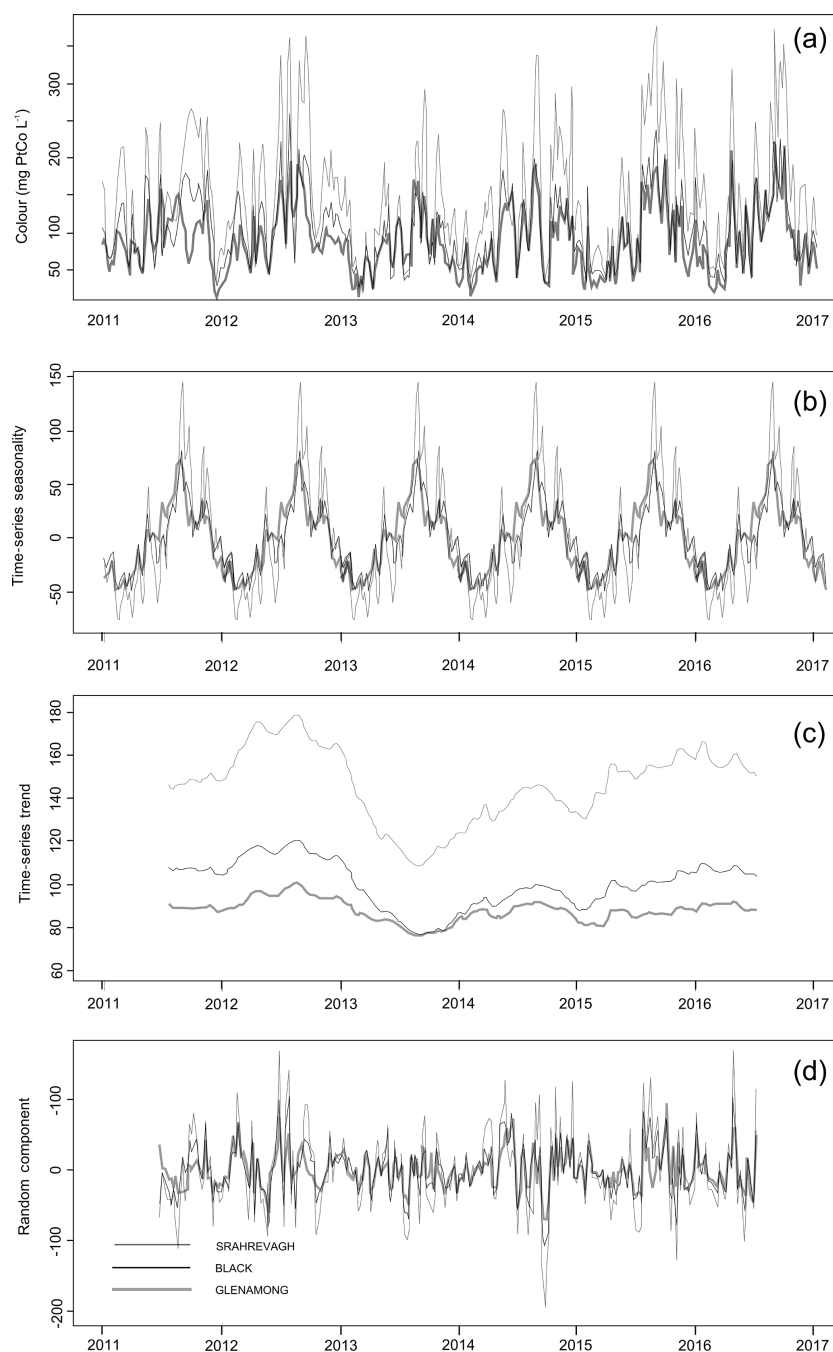 (a)
Colour (mg PtCo L⁻¹)
300
200
100
50
2011 2012 2013 2014 2015 2016 2017
(b)
Time-series seasonality
150
100
50
0
-50
2011 2012 2013 2014 2015 2016 2017
(c)
Time-series trend
180
160
140
120
100
80
60
2011 2012 2013 2014 2015 2016 2017
(d)
Random component
-100
0
-100
-200
SRAHREVAGH
BLACK
GLENAMONG
2011 2012 2013 2014 2015 2016 2017